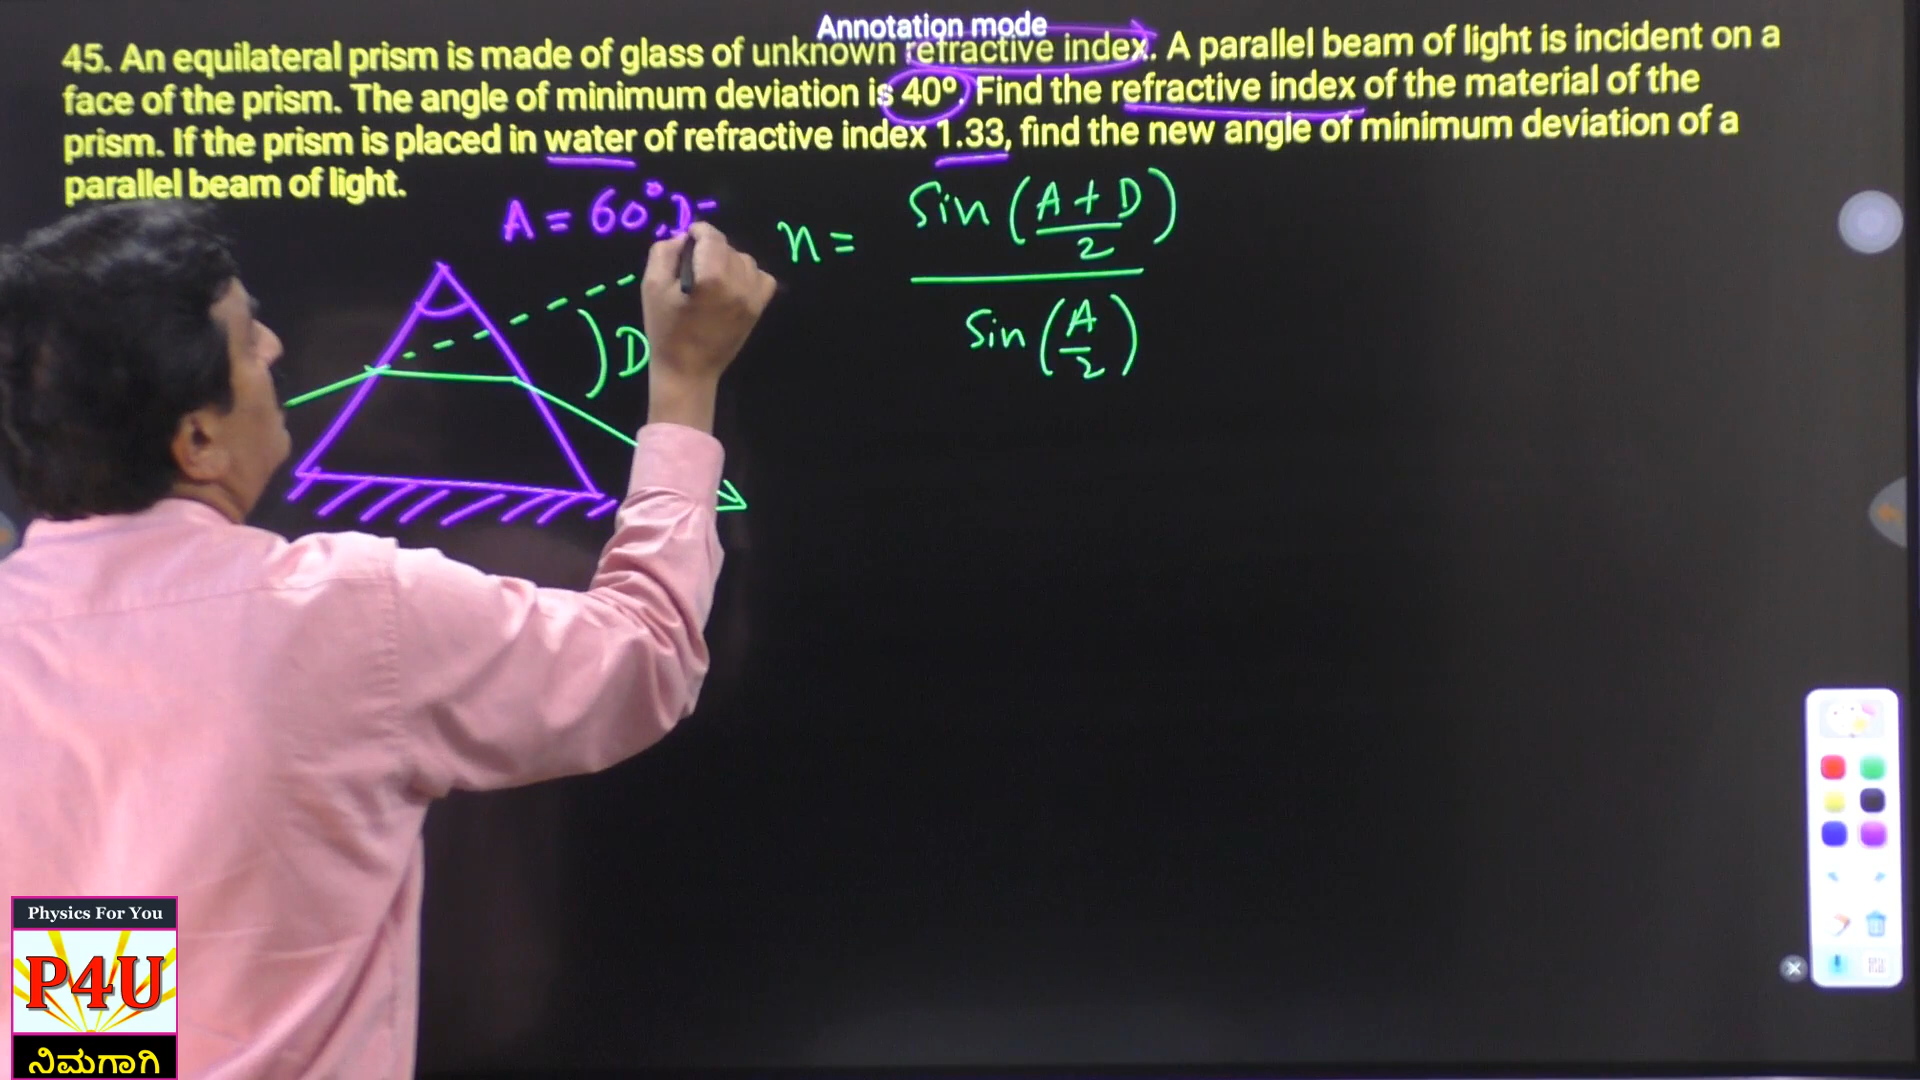 Annotation mode
45. An equilateral prism is made of glass of unknown refractive index. A parallel beam of light is incident on a
face of the prism. The angle of minimum deviation is 40º. Find the refractive index of the material of the
prism. If the prism is placed in water of refractive index 1.33, find the new angle of minimum deviation of a
parallel beam of light.
A = 60°, D =
n = Sin (A + D / 2) / Sin (A / 2)
D
Physics For You
P4U
ನಿಮಗಾಗಿ